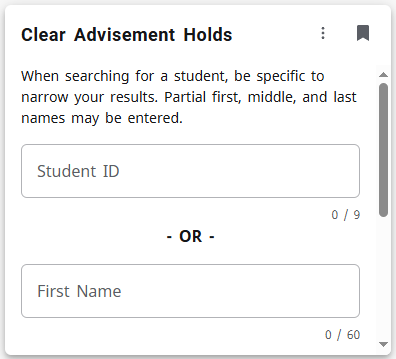 Clear Advisement Holds
When searching for a student, be specific to
narrow your results. Partial first, middle, and last
names may be entered.
Student ID
0 / 9
- OR -
First Name
0 / 60